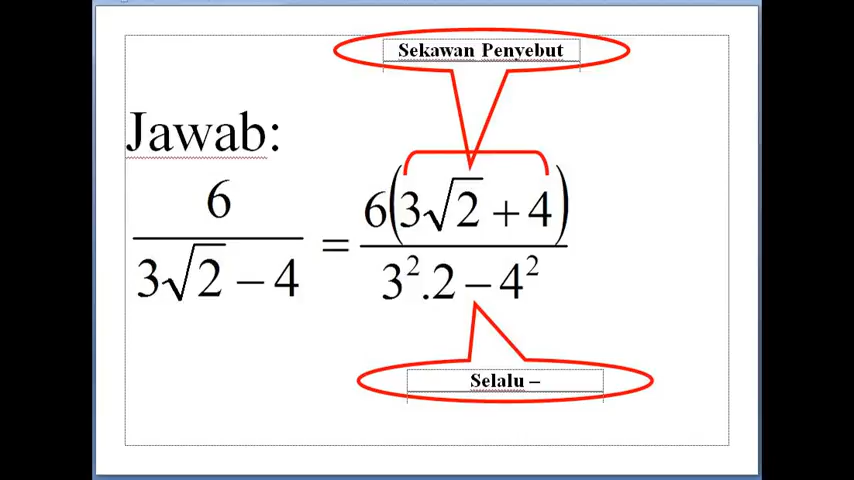 Sekawan Penyebut
Jawab:
6/(3√2 − 4) = 6(3√2 + 4)/(3².2 − 4²)
Selalu –